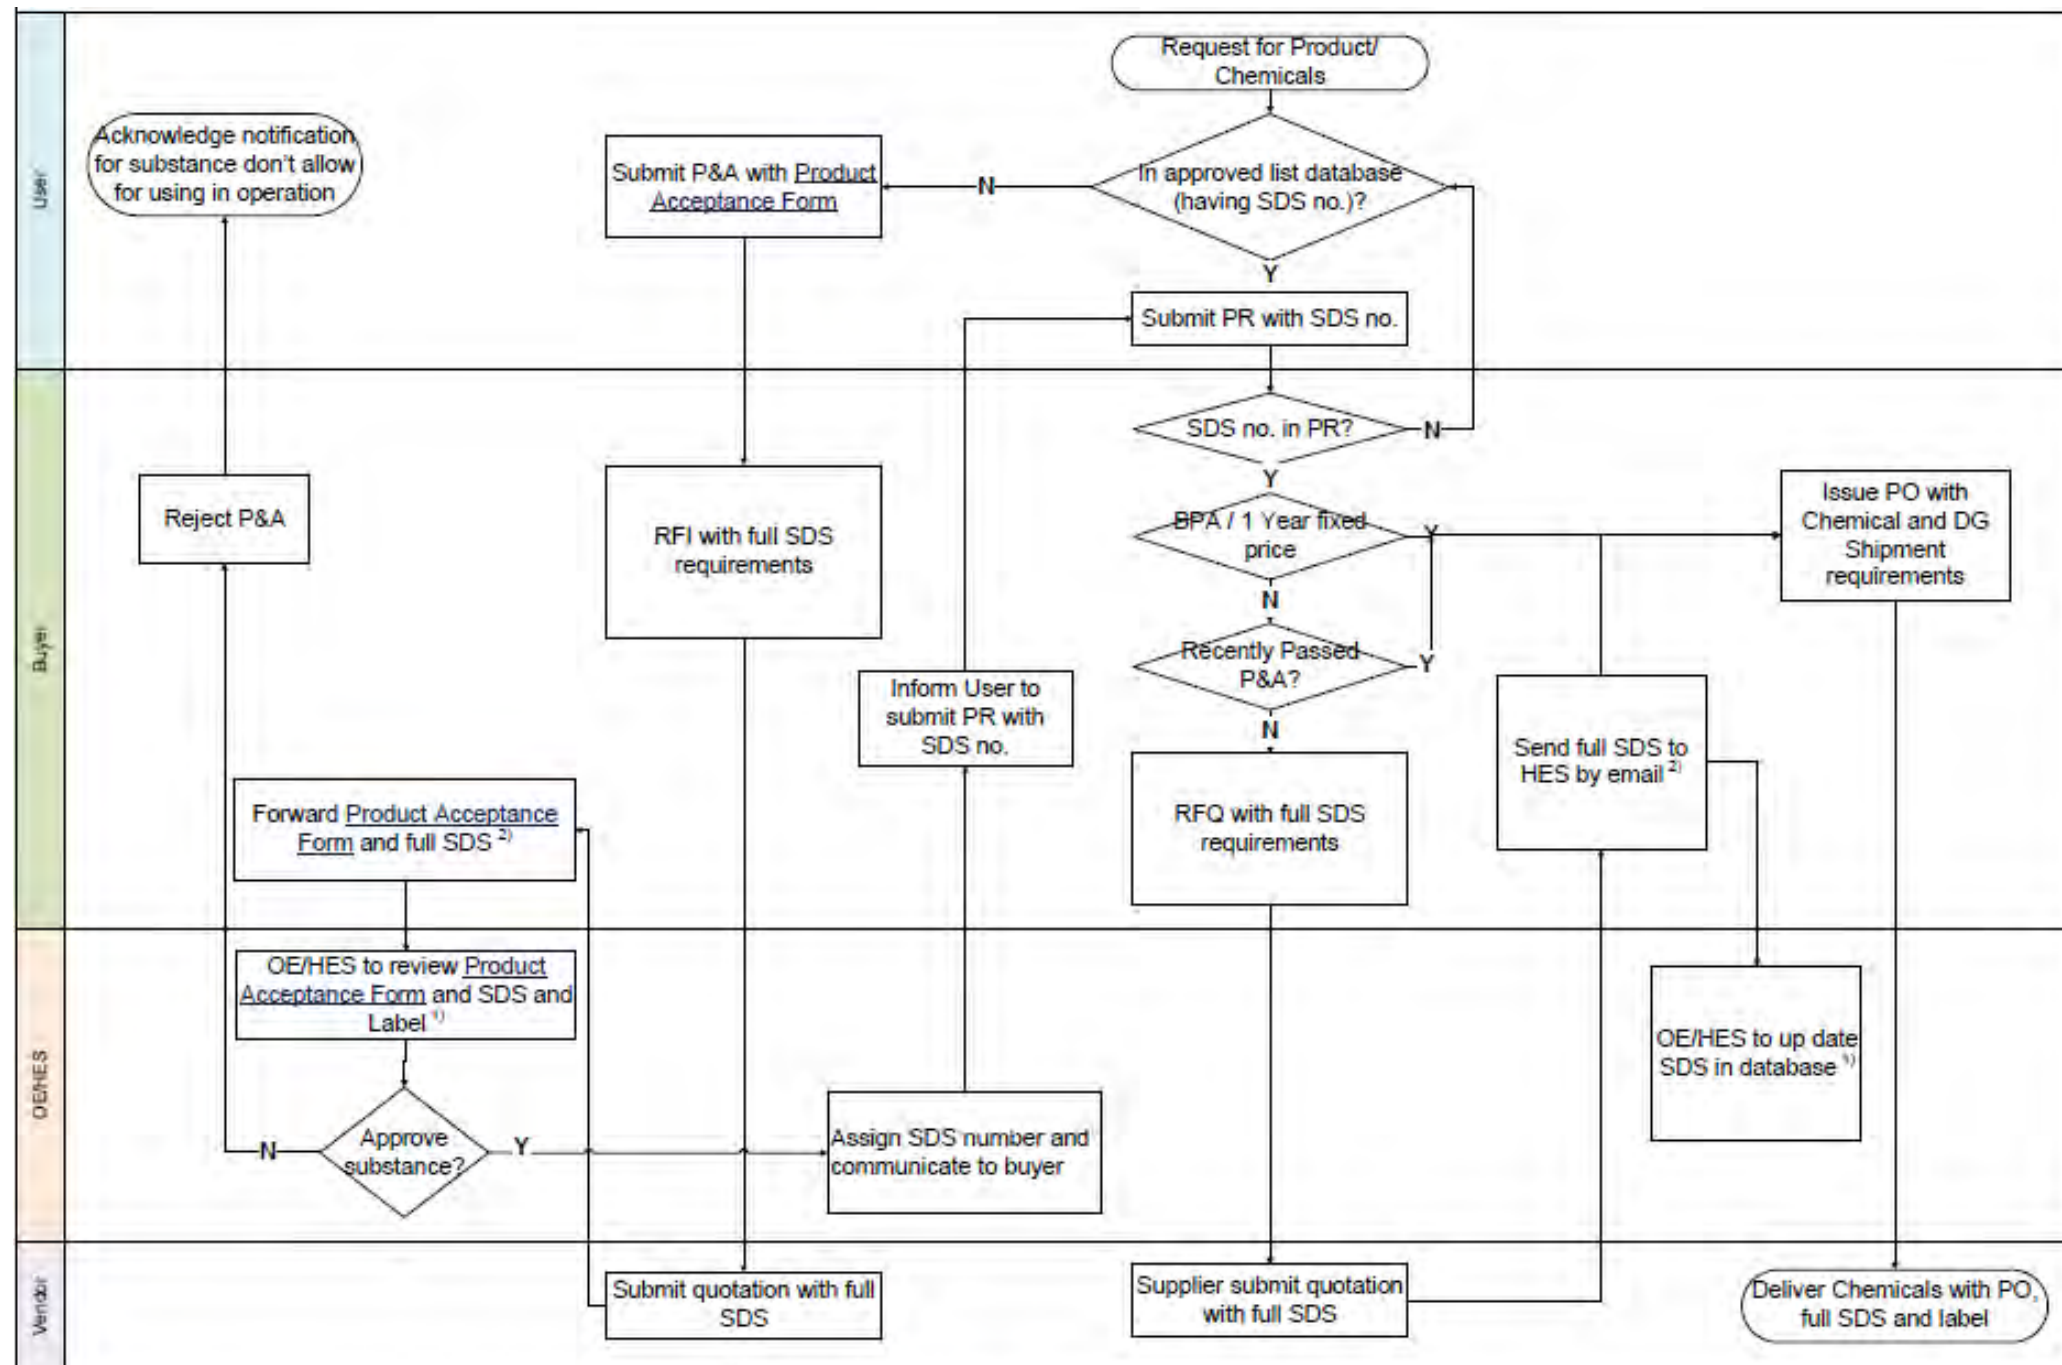 User
Request for Product/
Chemicals
Acknowledge notification
for substance don't allow
for using in operation
Submit P&A with Product
Acceptance Form
N
In approved list database
(having SDS no.)?
Y
Submit PR with SDS no.
Buyer
SDS no. in PR?
N
Y
Reject P&A
RFI with full SDS
requirements
BPA / 1 Year fixed
price
Y
Issue PO with
Chemical and DG
Shipment
requirements
N
Recently Passed
P&A?
Y
Inform User to
submit PR with
SDS no.
N
Send full SDS to
HES by email 2)
Forward Product Acceptance
Form and full SDS 2)
RFQ with full SDS
requirements
OE/HES
OE/HES to review Product
Acceptance Form and SDS and
Label 1)
OE/HES to up date
SDS in database 1)
Approve
substance?
N
Y
Assign SDS number and
communicate to buyer
Vendor
Submit quotation with full
SDS
Supplier submit quotation
with full SDS
Deliver Chemicals with PO,
full SDS and label